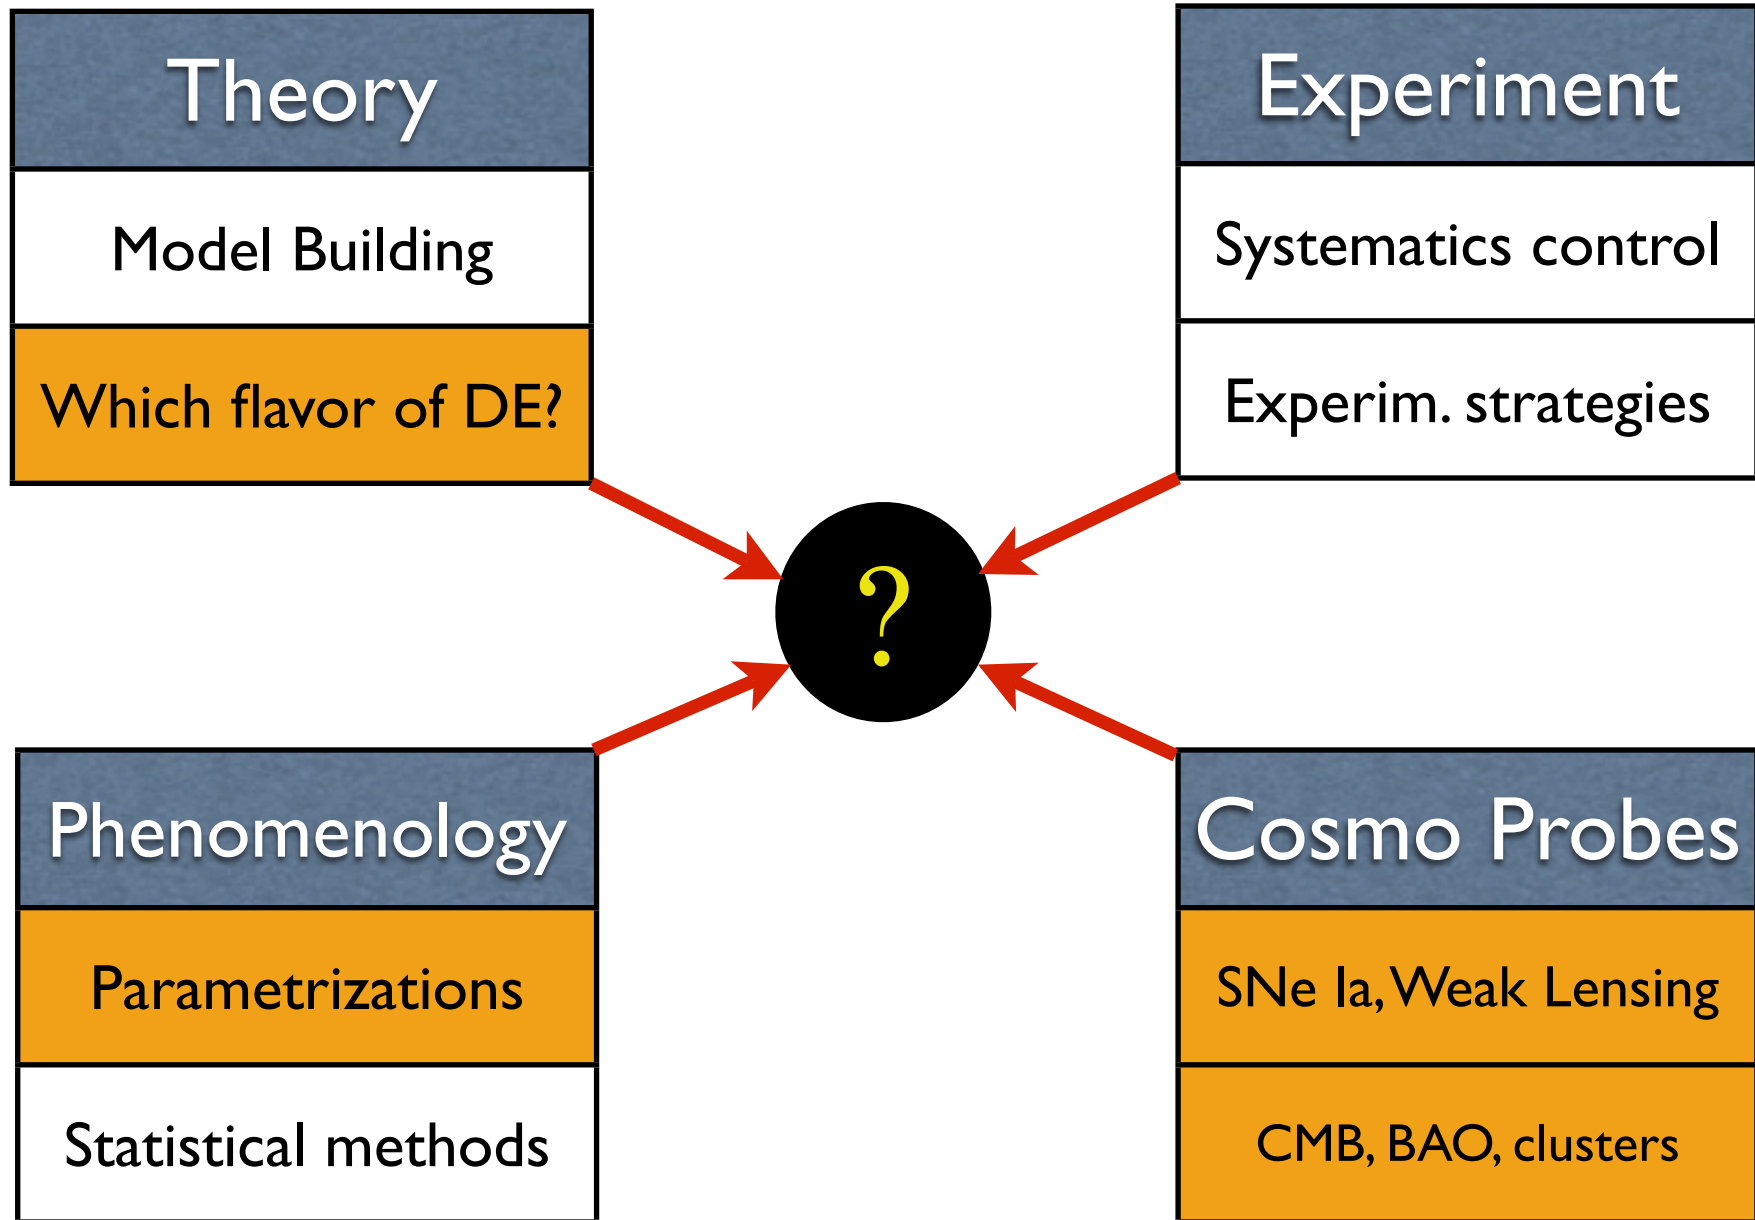 Theory
Model Building
Which flavor of DE?
Experiment
Systematics control
Experim. strategies
?
Phenomenology
Parametrizations
Statistical methods
Cosmo Probes
SNe Ia, Weak Lensing
CMB, BAO, clusters